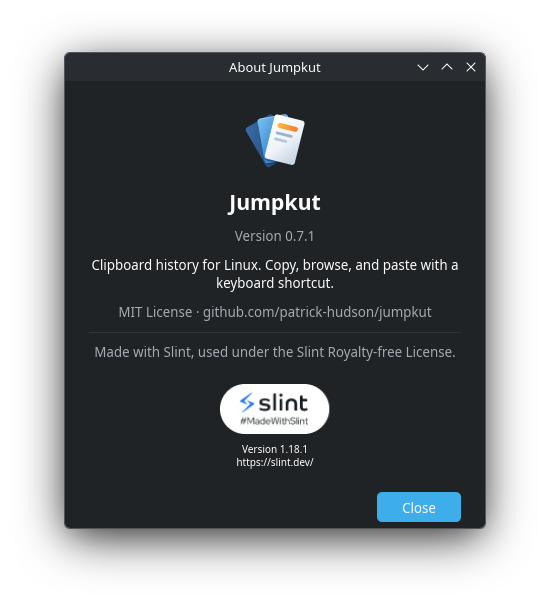 About Jumpkut
Jumpkut
Version 0.7.1
Clipboard history for Linux. Copy, browse, and paste with a
keyboard shortcut.
MIT License · github.com/patrick-hudson/jumpkut
Made with Slint, used under the Slint Royalty-free License.
slint
#MadeWithSlint
Version 1.18.1
https://slint.dev/
Close